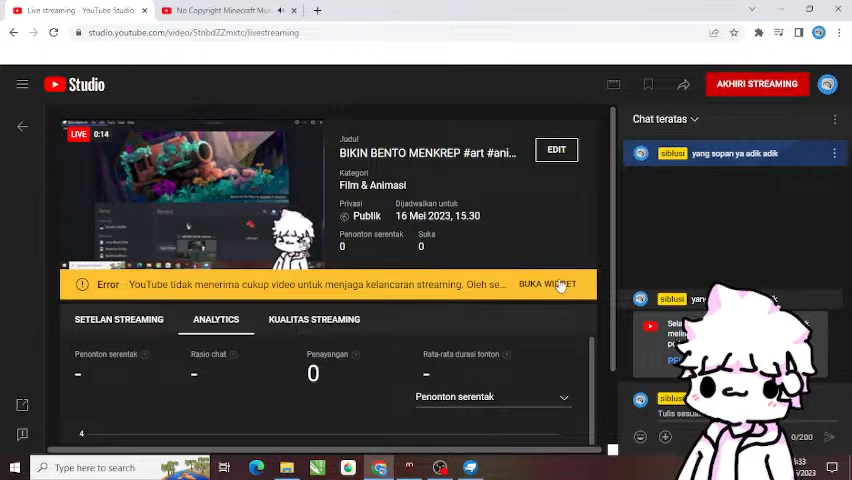 Live streaming - YouTube Studio
No Copyright Minecraft Mu
studio.youtube.com/video/5tnbdZZmxtc/livestreaming
Studio
AKHIRI STREAMING
LIVE 0:14
Judul
BIKIN BENTO MENKREP #art #ani...
EDIT
Kategori
Film & Animasi
Privasi
Publik
Dijadwalkan untuk
16 Mei 2023, 15.30
Penonton serentak
0
Suka
0
Error YouTube tidak menerima cukup video untuk menjaga kelancaran streaming. Oleh se... BUKA WIDGET
SETELAN STREAMING
ANALYTICS
KUALITAS STREAMING
Penonton serentak
-
Rasio chat
-
Penayangan
0
Rata-rata durasi tonton
-
Penonton serentak
4
Chat teratas
siblusi yang sopan ya adik adik
siblusi
Sela
siblusi
0/200
Type here to search